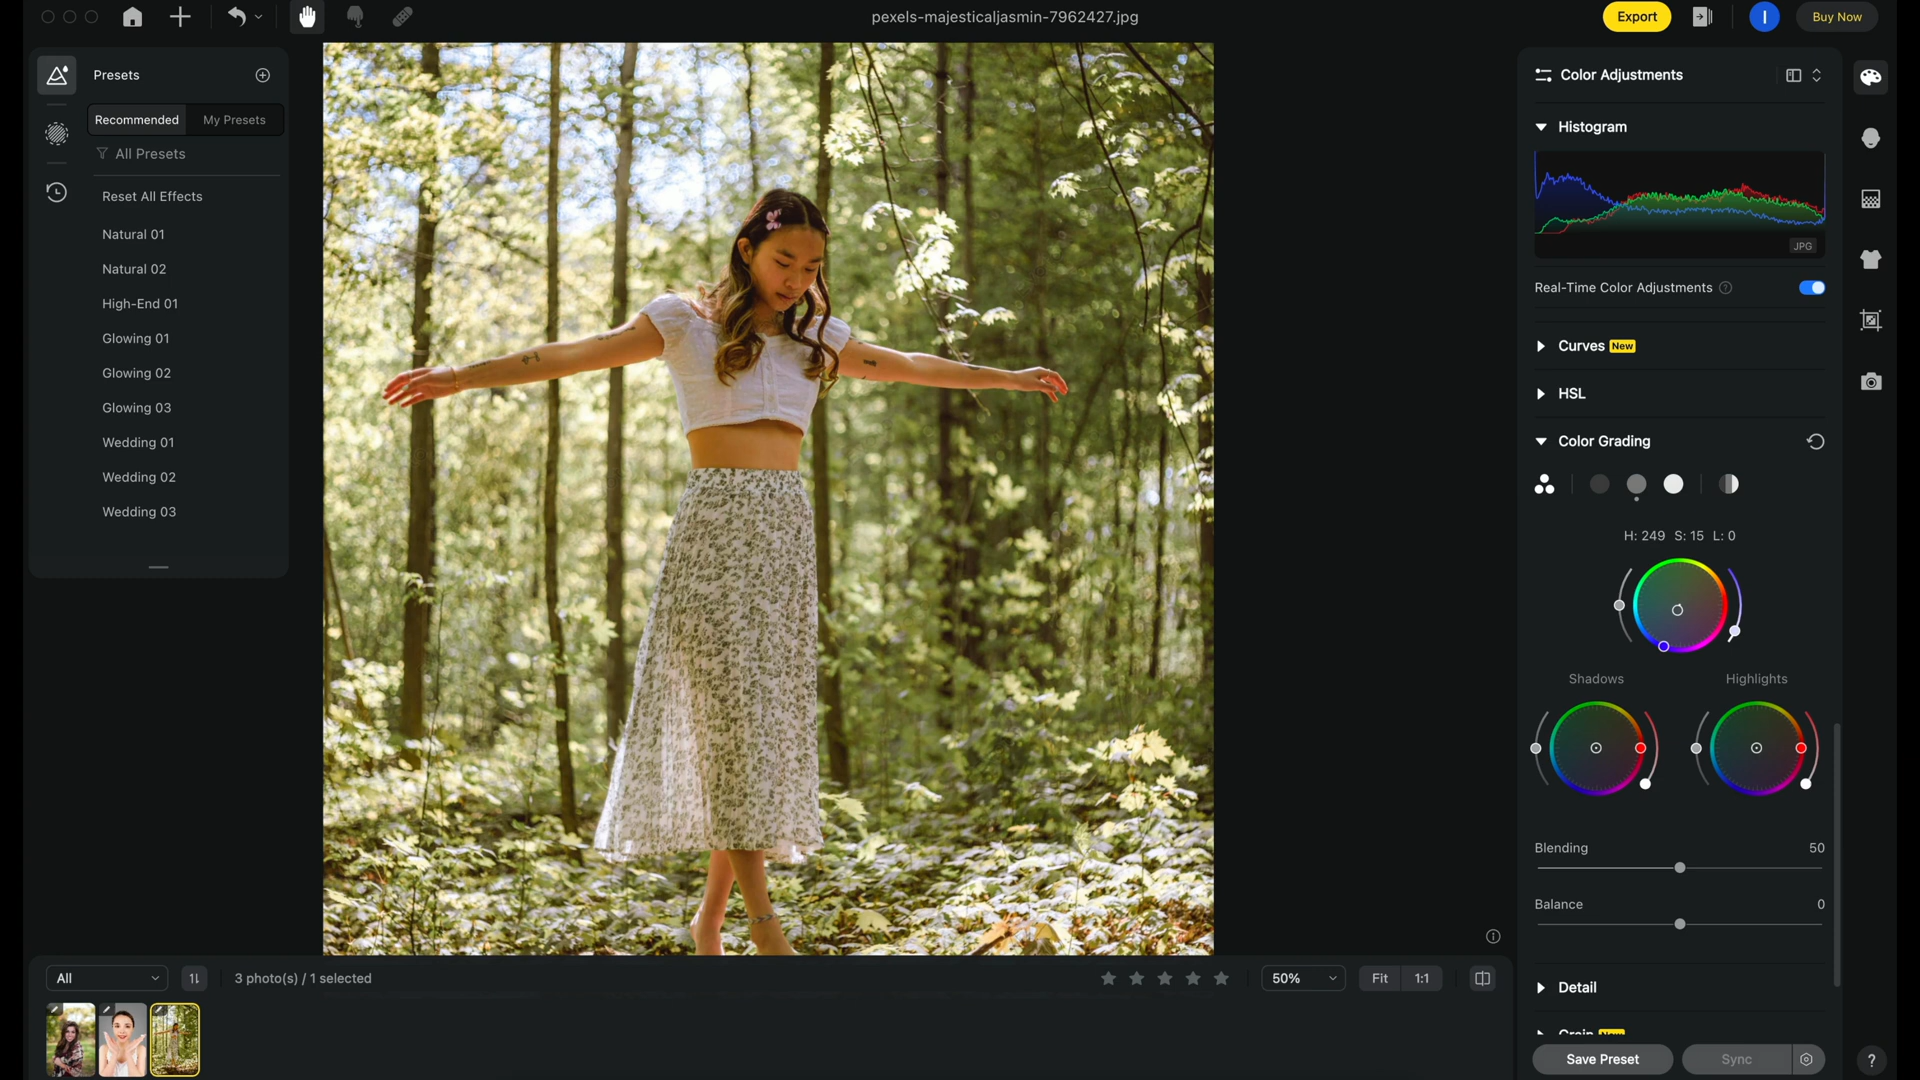 pexels-majesticaljasmin-7962427.jpg
Export
I
Buy Now
Presets
Recommended
My Presets
All Presets
Reset All Effects
Natural 01
Natural 02
High-End 01
Glowing 01
Glowing 02
Glowing 03
Wedding 01
Wedding 02
Wedding 03
Color Adjustments
Histogram
JPG
Real-Time Color Adjustments ?
Curves New
HSL
Color Grading
H: 249 S: 15 L: 0
Shadows
Highlights
Blending 50
Balance 0
Detail
Grain New
Save Preset
Sync
?
All
3 photo(s) / 1 selected
50%
Fit
1:1